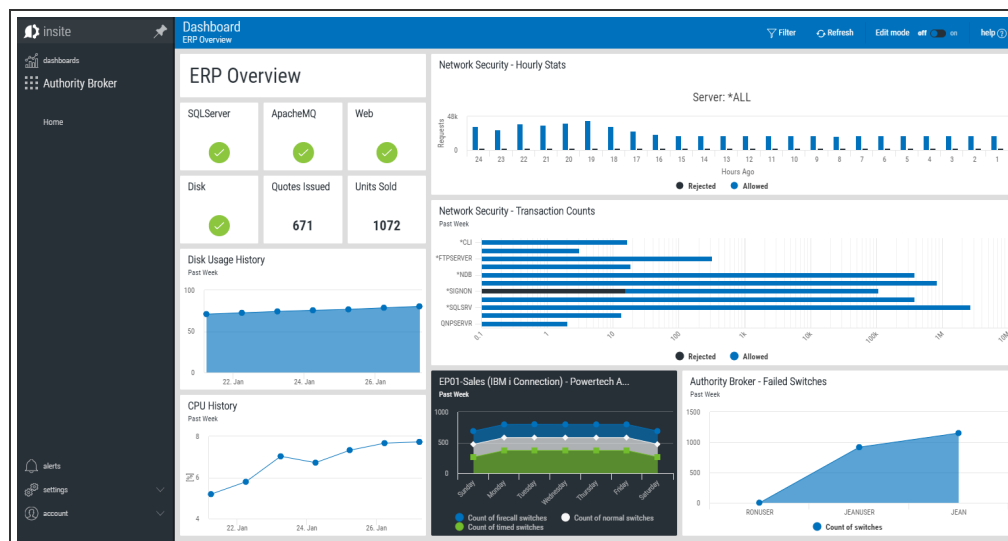 insite
dashboards
Authority Broker
Home
alerts
settings
account
Dashboard
ERP Overview
Filter
Refresh
Edit mode off on
help ?
ERP Overview
SQLServer
ApacheMQ
Web
Disk
Quotes Issued
671
Units Sold
1072
Disk Usage History
Past Week
100
50
0
22. Jan 24. Jan 26. Jan
CPU History
Past Week
[%]
8
6
4
22. Jan 24. Jan 26. Jan
Network Security - Hourly Stats
Server: *ALL
Requests
48k
0
24 23 22 21 20 19 18 17 16 15 14 13 12 11 10 9 8 7 6 5 4 3 2 1
Hours Ago
Rejected Allowed
Network Security - Transaction Counts
Past Week
*CLI
*FTPSERVER
*NDB
*SIGNON
*SQLSRV
QNPSERVR
0.1 1 10 100 1k 10k 100k 1M 10M
Rejected Allowed
EP01-Sales (IBM i Connection) - Powertech A...
Past Week
1000
500
0
Sunday Monday Tuesday Wednesday Thursday Friday Saturday
Count of firecall switches Count of normal switches
Count of timed switches
Authority Broker - Failed Switches
Past Week
1500
1000
500
0
RONUSER JEANUSER JEAN
Count of switches